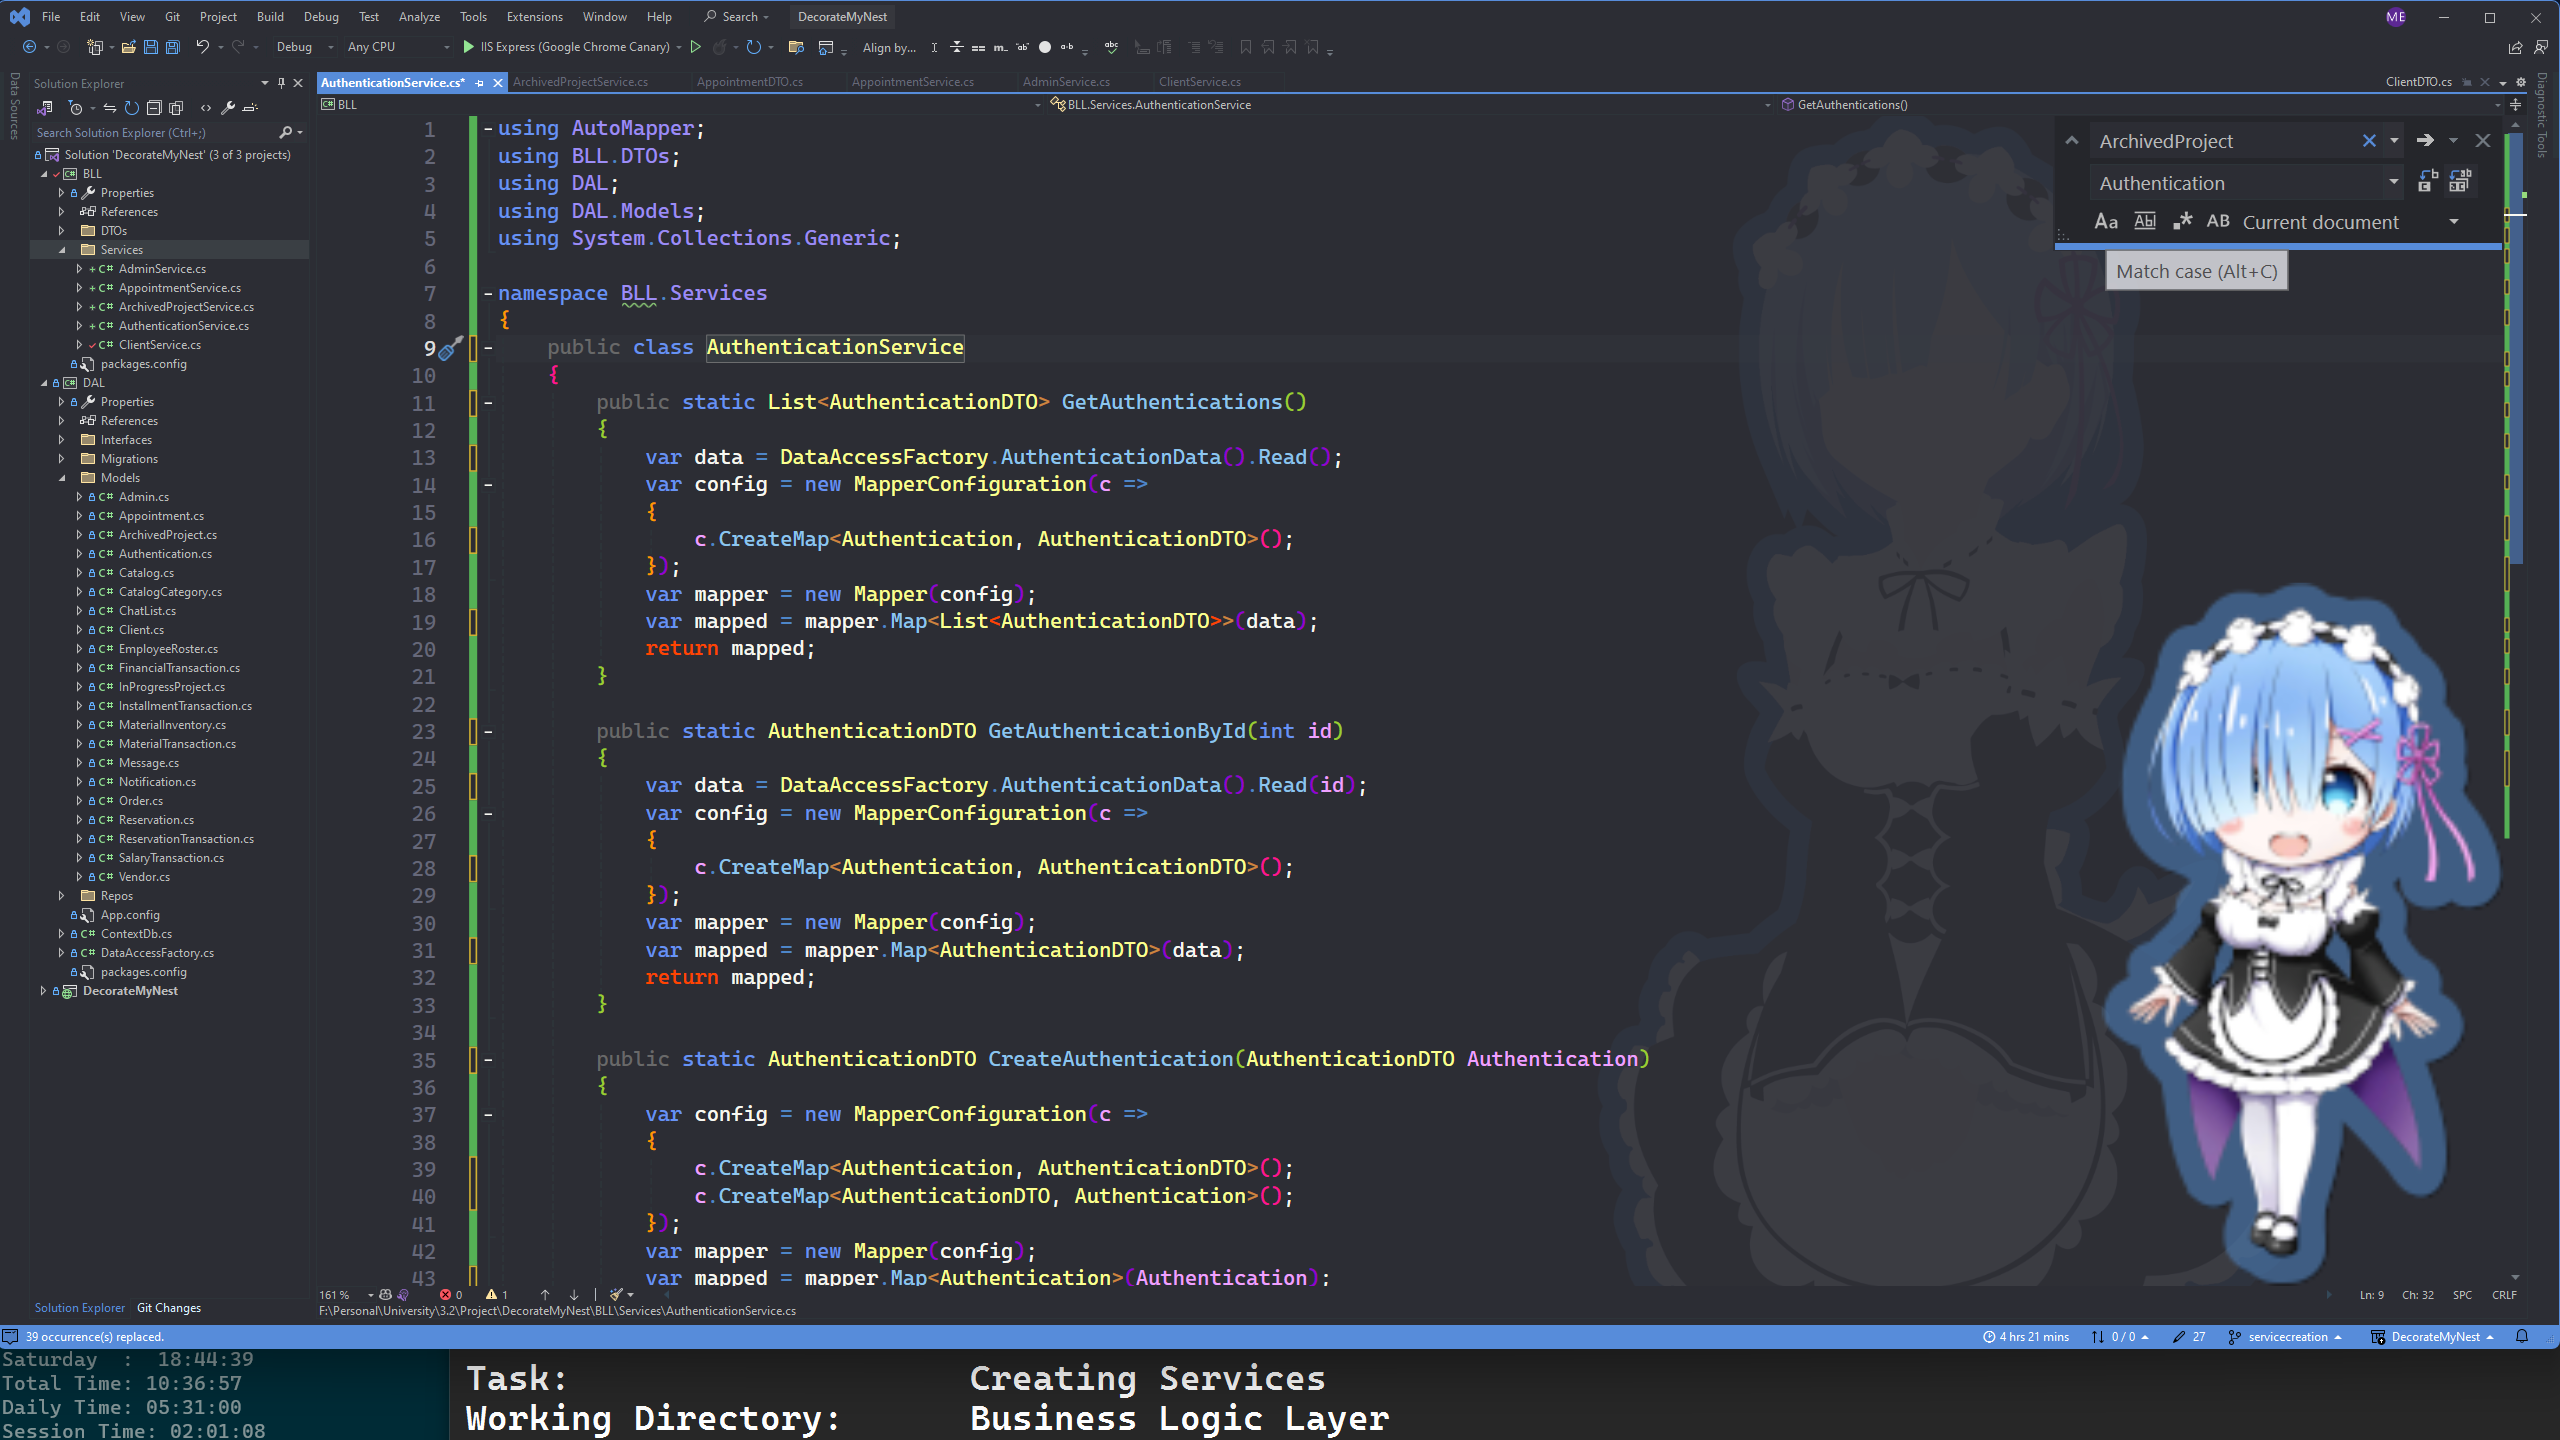 File Edit View Git Project Build Debug Test Analyze Tools Extensions Window Help Search DecorateMyNest ME
Debug Any CPU IIS Express (Google Chrome Canary) Align by...
Data Sources
Solution Explorer
Search Solution Explorer (Ctrl+;)
Solution 'DecorateMyNest' (3 of 3 projects)
BLL
Properties
References
DTOs
Services
AdminService.cs
AppointmentService.cs
ArchivedProjectService.cs
AuthenticationService.cs
ClientService.cs
packages.config
DAL
Properties
References
Interfaces
Migrations
Models
Admin.cs
Appointment.cs
ArchivedProject.cs
Authentication.cs
Catalog.cs
CatalogCategory.cs
ChatList.cs
Client.cs
EmployeeRoster.cs
FinancialTransaction.cs
InProgressProject.cs
InstallmentTransaction.cs
MaterialInventory.cs
MaterialTransaction.cs
Message.cs
Notification.cs
Order.cs
Reservation.cs
ReservationTransaction.cs
SalaryTransaction.cs
Vendor.cs
Repos
App.config
ContextDb.cs
DataAccessFactory.cs
packages.config
DecorateMyNest
Solution Explorer Git Changes
AuthenticationService.cs* ArchivedProjectService.cs AppointmentDTO.cs AppointmentService.cs AdminService.cs ClientService.cs ClientDTO.cs
BLL BLL.Services.AuthenticationService GetAuthentications()
1 using AutoMapper;
2 using BLL.DTOs;
3 using DAL;
4 using DAL.Models;
5 using System.Collections.Generic;
6
7 namespace BLL.Services
8 {
9 public class AuthenticationService
10 {
11 public static List<AuthenticationDTO> GetAuthentications()
12 {
13 var data = DataAccessFactory.AuthenticationData().Read();
14 var config = new MapperConfiguration(c =>
15 {
16 c.CreateMap<Authentication, AuthenticationDTO>();
17 });
18 var mapper = new Mapper(config);
19 var mapped = mapper.Map<List<AuthenticationDTO>>(data);
20 return mapped;
21 }
22
23 public static AuthenticationDTO GetAuthenticationById(int id)
24 {
25 var data = DataAccessFactory.AuthenticationData().Read(id);
26 var config = new MapperConfiguration(c =>
27 {
28 c.CreateMap<Authentication, AuthenticationDTO>();
29 });
30 var mapper = new Mapper(config);
31 var mapped = mapper.Map<AuthenticationDTO>(data);
32 return mapped;
33 }
34
35 public static AuthenticationDTO CreateAuthentication(AuthenticationDTO Authentication)
36 {
37 var config = new MapperConfiguration(c =>
38 {
39 c.CreateMap<Authentication, AuthenticationDTO>();
40 c.CreateMap<AuthenticationDTO, Authentication>();
41 });
42 var mapper = new Mapper(config);
43 var mapped = mapper.Map<Authentication>(Authentication);
ArchivedProject
Authentication
Aa Abl .* AB Current document
Match case (Alt+C)
Diagnostic Tools
161 % 0 1 Ln: 9 Ch: 32 SPC CRLF
F:\Personal\University\3.2\Project\DecorateMyNest\BLL\Services\AuthenticationService.cs
39 occurrence(s) replaced. 4 hrs 21 mins 0 / 0 27 servicecreation DecorateMyNest
Saturday : 18:44:39
Total Time: 10:36:57
Daily Time: 05:31:00
Session Time: 02:01:08
Task: Creating Services
Working Directory: Business Logic Layer